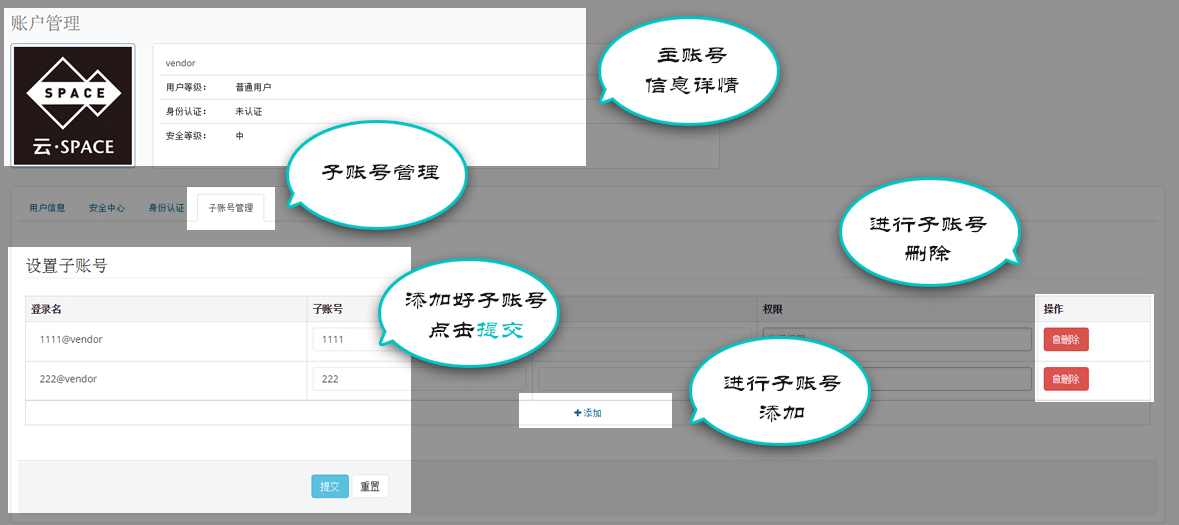 账户管理
SPACE
云·SPACE
vendor
用户等级： 普通用户
身份认证： 未认证
安全等级： 中
主账号
信息详情
子账号管理
用户信息 安全中心 身份认证 子账号管理
进行子账号
删除
设置子账号
添加好子账号
点击提交
登录名 子账号 权限 操作
1111@vendor 1111 删除
222@vendor 222 删除
进行子账号
添加
添加
提交 重置